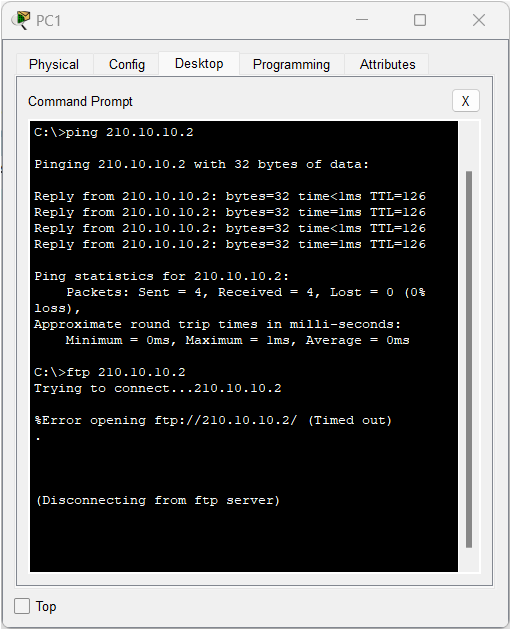 PC1
Physical Config Desktop Programming Attributes
Command Prompt
X
C:\>ping 210.10.10.2
Pinging 210.10.10.2 with 32 bytes of data:
Reply from 210.10.10.2: bytes=32 time<1ms TTL=126
Reply from 210.10.10.2: bytes=32 time=1ms TTL=126
Reply from 210.10.10.2: bytes=32 time<1ms TTL=126
Reply from 210.10.10.2: bytes=32 time=1ms TTL=126
Ping statistics for 210.10.10.2:
Packets: Sent = 4, Received = 4, Lost = 0 (0%
loss),
Approximate round trip times in milli-seconds:
Minimum = 0ms, Maximum = 1ms, Average = 0ms
C:\>ftp 210.10.10.2
Trying to connect...210.10.10.2
%Error opening ftp://210.10.10.2/ (Timed out)
.
(Disconnecting from ftp server)
Top